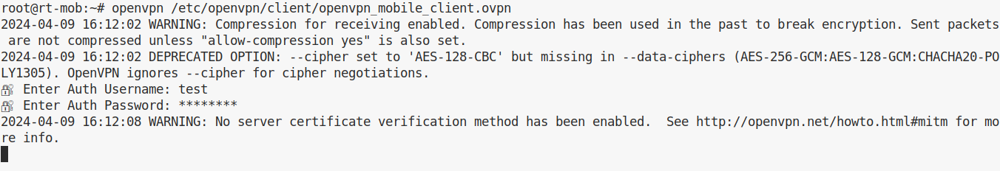 root@rt-mob:~# openvpn /etc/openvpn/client/openvpn_mobile_client.ovpn
2024-04-09 16:12:02 WARNING: Compression for receiving enabled. Compression has been used in the past to break encryption. Sent packets
 are not compressed unless "allow-compression yes" is also set.
2024-04-09 16:12:02 DEPRECATED OPTION: --cipher set to 'AES-128-CBC' but missing in --data-ciphers (AES-256-GCM:AES-128-GCM:CHACHA20-PO
LY1305). OpenVPN ignores --cipher for cipher negotiations.
🔐 Enter Auth Username: test
🔐 Enter Auth Password: ********
2024-04-09 16:12:08 WARNING: No server certificate verification method has been enabled.  See http://openvpn.net/howto.html#mitm for mo
re info.